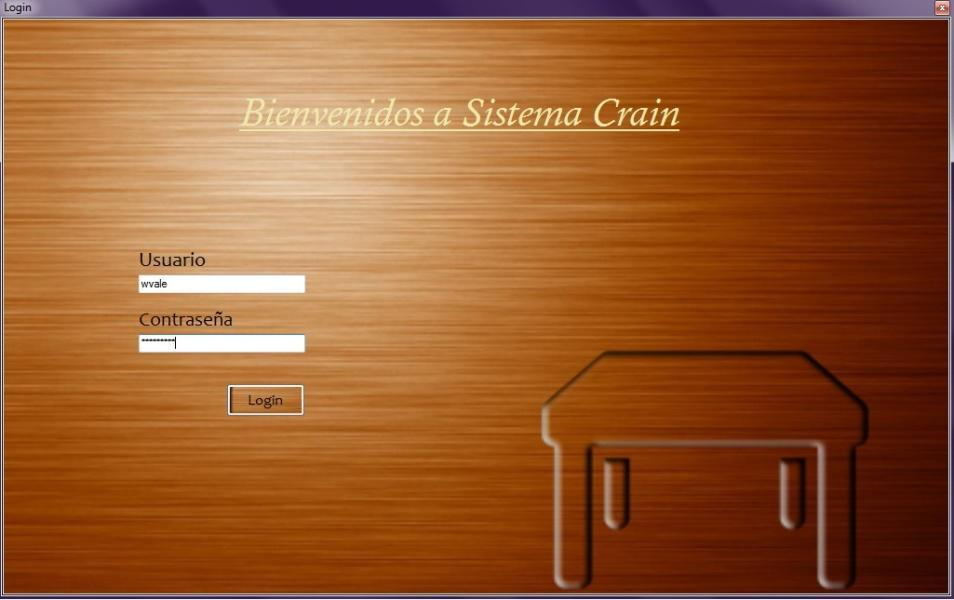 Login
Bienvenidos a Sistema Crain
Usuario
wvale
Contraseña
*********
Login